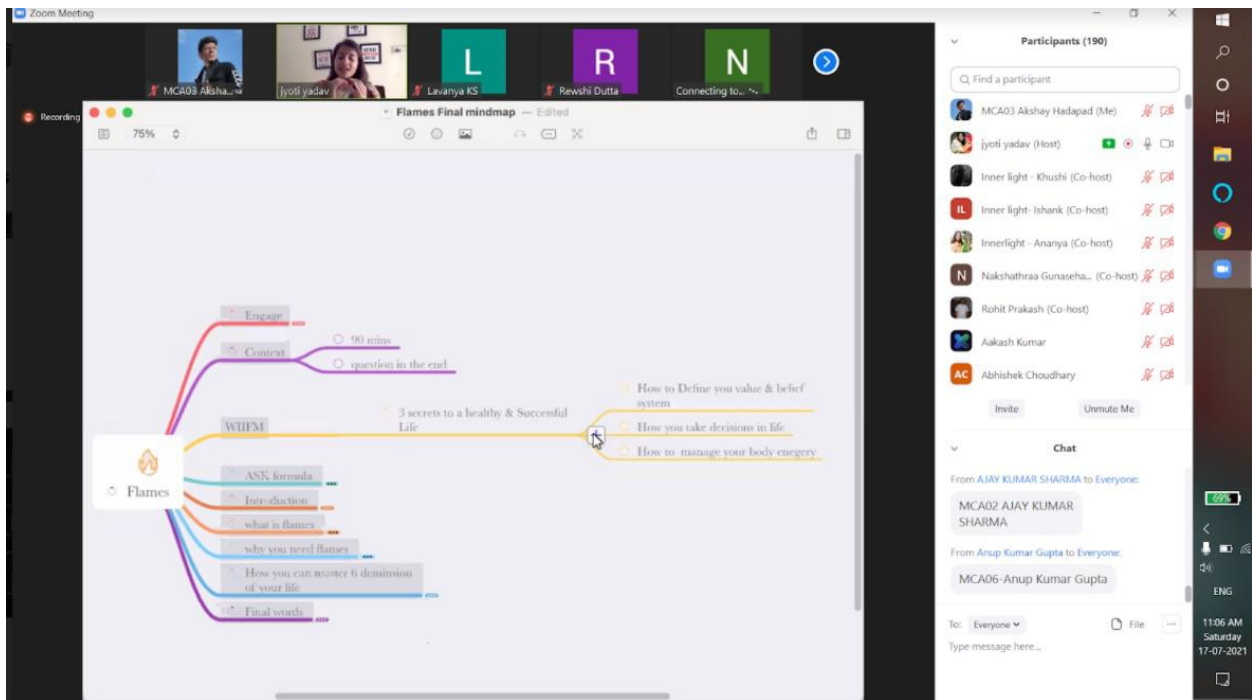 Zoom Meeting
MCA03 Aksha...
jyoti yadav
L
Lavanya KS
R
Rewshi Dutta
N
Connecting to...
Recording
Flames Final mindmap — Edited
75%
Engage
Context
90 mins
question in the end
WIIFM
3 secrets to a healthy & Successful
Life
How to Define you value & belief
system
How you take decisions in life
How to manage your body enegery
Flames
ASK formula
Introduction
what is flames
why you need flames
How you can master 6 deminsion
of your life
Final words
Participants (190)
Find a participant
MCA03 Akshay Hadapad (Me)
jyoti yadav (Host)
Inner light - Khushi (Co-host)
IL
Inner light- Ishank (Co-host)
Innerlight - Ananya (Co-host)
N
Nakshathraa Gunaseha... (Co-host)
Rohit Prakash (Co-host)
Aakash Kumar
AC
Abhishek Choudhary
Invite
Unmute Me
Chat
From AJAY KUMAR SHARMA to Everyone:
MCA02 AJAY KUMAR
SHARMA
From Anup Kumar Gupta to Everyone:
MCA06-Anup Kumar Gupta
To: Everyone
File
Type message here...
69%
ENG
11:06 AM
Saturday
17-07-2021